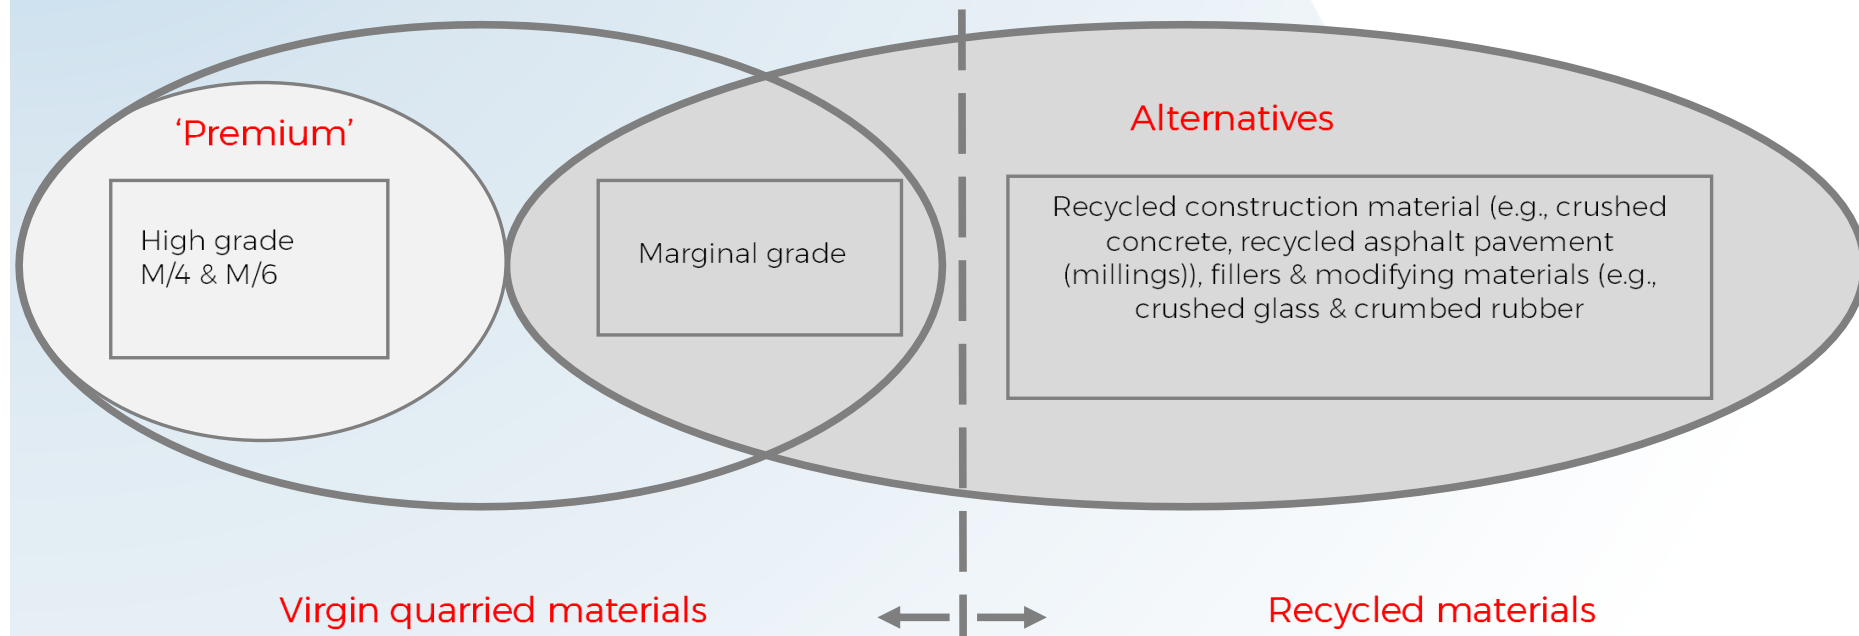 ‘Premium’
High grade
M/4 & M/6
Marginal grade
Alternatives
Recycled construction material (e.g., crushed
concrete, recycled asphalt pavement
(millings)), fillers & modifying materials (e.g.,
crushed glass & crumbed rubber
Virgin quarried materials
Recycled materials